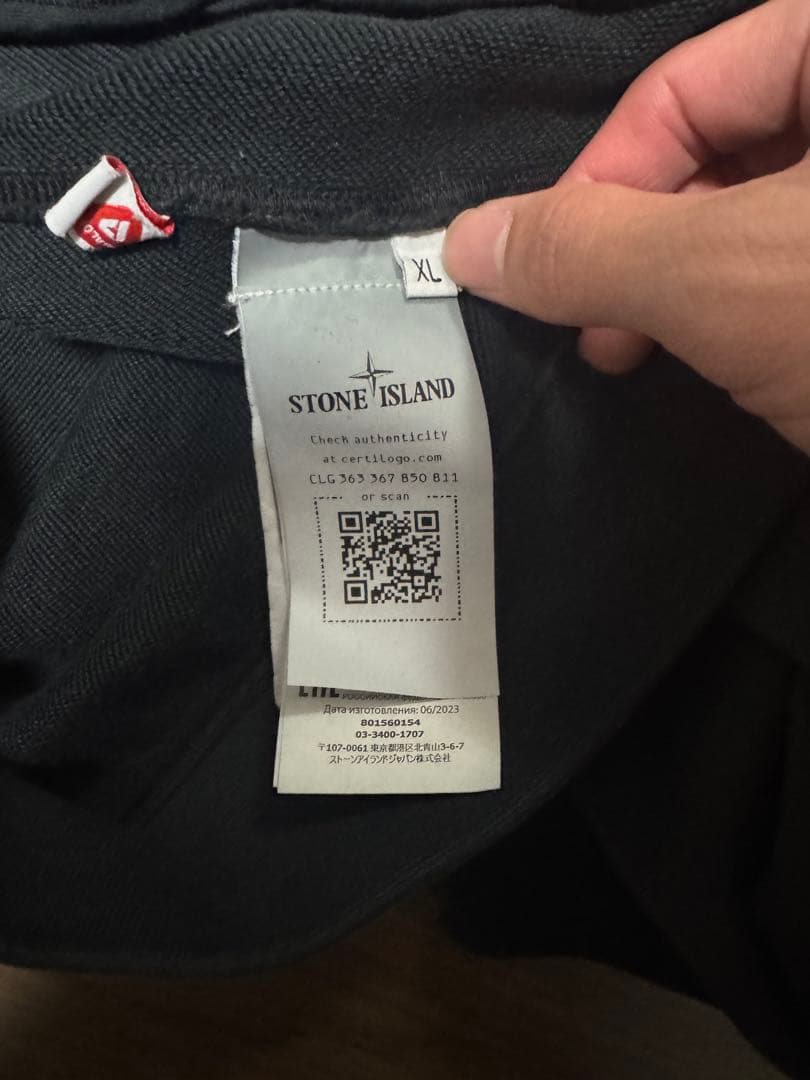 XL
STONE ISLAND
Check authenticity
at certilogo.com
CLG 363 367 850 811
or scan
Дата изготовления: 06/2023
801560154
03-3400-1707
〒107-0061 東京都港区北青山3-6-7
ストーンアイランドジャパン株式会社